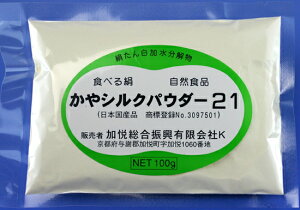 絹たん白加水分解物
食べる絹 自然食品
かやシルクパウダー21
(日本国産品 商標登録No.3097501)
販売者 加悦総合振興有限会社K
京都府与謝郡加悦町字加悦1060番地
NET 100g